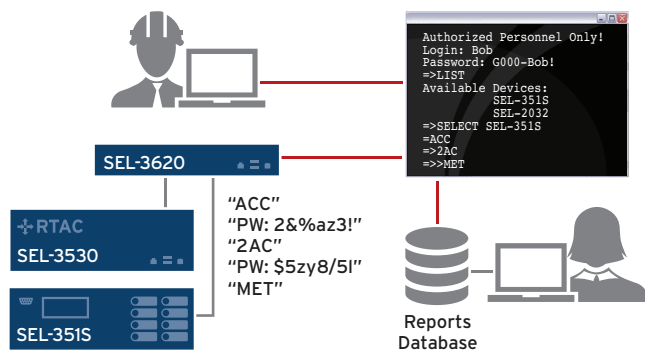 Authorized Personnel Only!
Login: Bob
Password: G000-Bob!
=>LIST
Available Devices:
SEL-351S
SEL-2032
=>SELECT SEL-351S
=ACC
=>2AC
=>>MET
SEL-3620
"ACC"
"PW: 2&%az3!"
"2AC"
"PW: $5zy8/5l"
"MET"
RTAC
SEL-3530
SEL-351S
Reports
Database